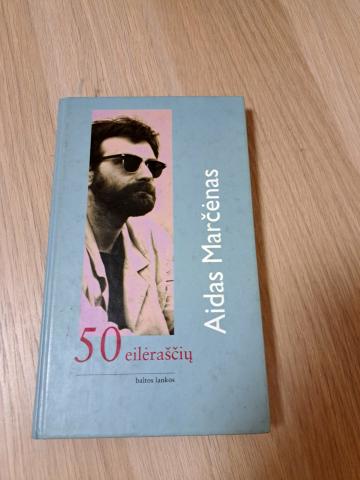 Aidas Marčėnas
50 eilėraščių
baltos lankos